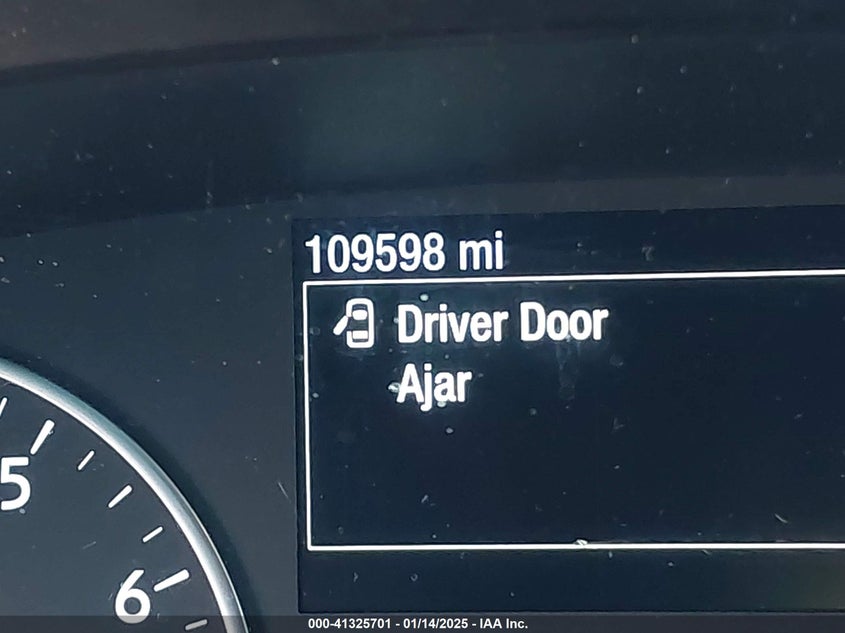 109598 mi
Driver Door
Ajar
5
6
000-41325701 - 01/14/2025 - IAA Inc.